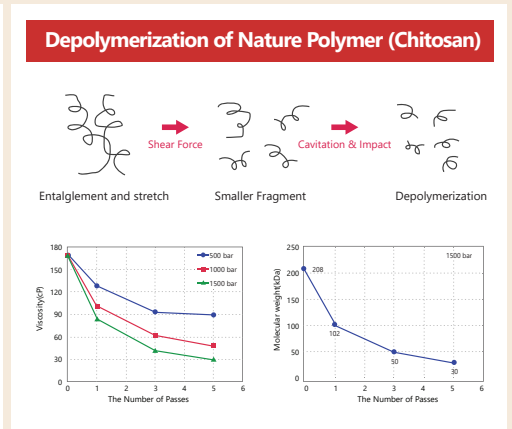 Depolymerization of Nature Polymer (Chitosan)
Shear Force
Cavitation & Impact
Entalglement and stretch
Smaller Fragment
Depolymerization
180
150
120
90
60
30
0
Viscosity(cP)
500 bar
1000 bar
1500 bar
0 1 2 3 4 5 6
The Number of Passes
250
200
150
100
50
0
Molecular weight(kDa)
1500 bar
208
102
50
30
0 1 2 3 4 5 6
The Number of Passes